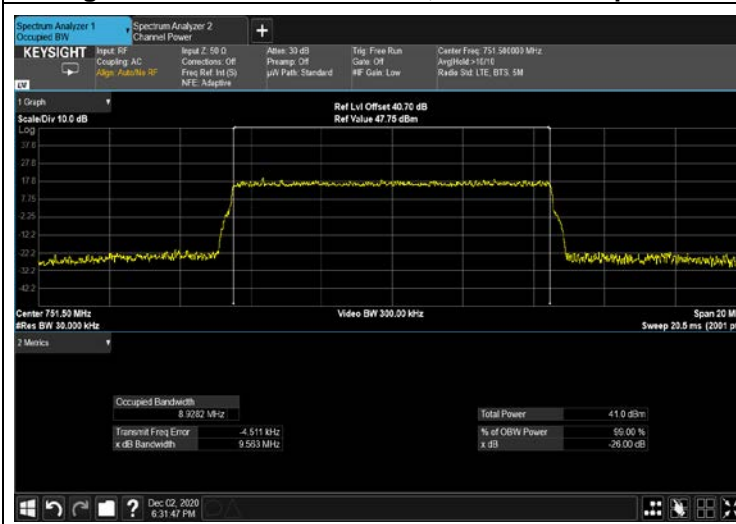 Spectrum Analyzer 1
Occupied BW
Spectrum Analyzer 2
Channel Power
+
KEYSIGHT
Input: RF
Coupling: AC
Align: Auto/No RF
Input Z: 50 Ω
Corrections: Off
Freq Ref: Int (S)
NFE: Adaptive
Atten: 30 dB
Preamp: Off
µW Path: Standard
Trig: Free Run
Gate: Off
#IF Gain: Low
Center Freq: 751.500000 MHz
Avg|Hold:>10/10
Radio Std: LTE, BTS, 5M
1 Graph
Scale/Div 10.0 dB
Ref Lvl Offset 40.70 dB
Ref Value 47.75 dBm
Log
37.8
27.8
17.8
7.75
-2.25
-12.2
-22.2
-32.2
-42.2
Center 751.50 MHz
#Res BW 30.000 kHz
Video BW 300.00 kHz
Span 20 M
Sweep 20.5 ms (2001 p
2 Metrics
Occupied Bandwidth
8.9282 MHz
Transmit Freq Error -4.511 kHz
x dB Bandwidth 9.563 MHz
Total Power 41.0 dBm
% of OBW Power 99.00 %
x dB -26.00 dB
?
Dec 02, 2020
6:31:47 PM